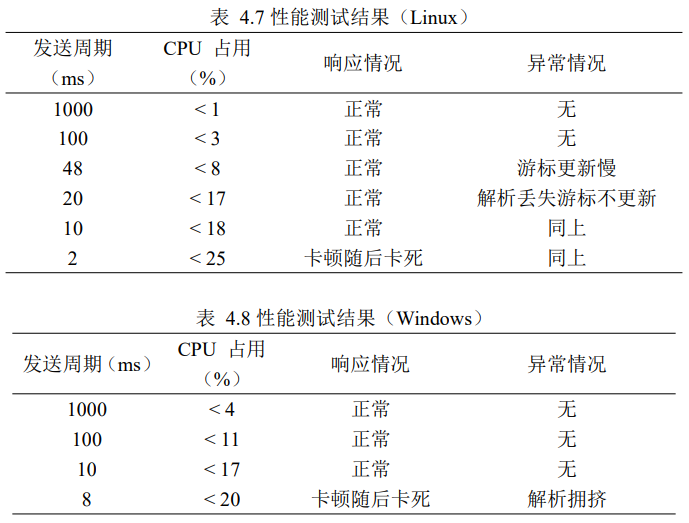 表 4.7 性能测试结果（Linux）
发送周期（ms） CPU 占用（%） 响应情况 异常情况
1000 < 1 正常 无
100 < 3 正常 无
48 < 8 正常 游标更新慢
20 < 17 正常 解析丢失游标不更新
10 < 18 正常 同上
2 < 25 卡顿随后卡死 同上
表 4.8 性能测试结果（Windows）
发送周期（ms） CPU 占用（%） 响应情况 异常情况
1000 < 4 正常 无
100 < 11 正常 无
10 < 17 正常 无
8 < 20 卡顿随后卡死 解析拥挤